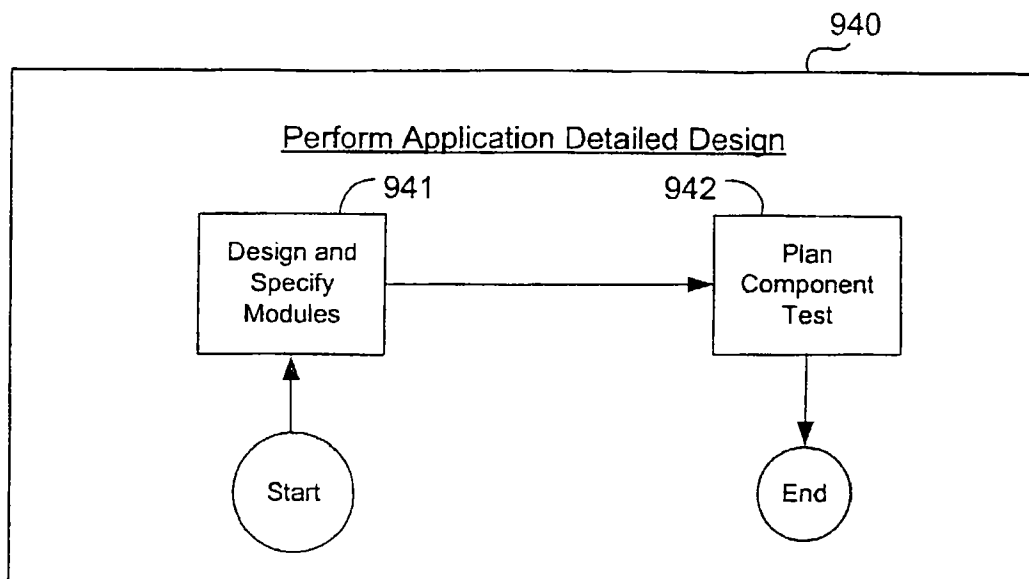 940
Perform Application Detailed Design
941
942
Design and
Specify
Modules
Plan
Component
Test
Start
End